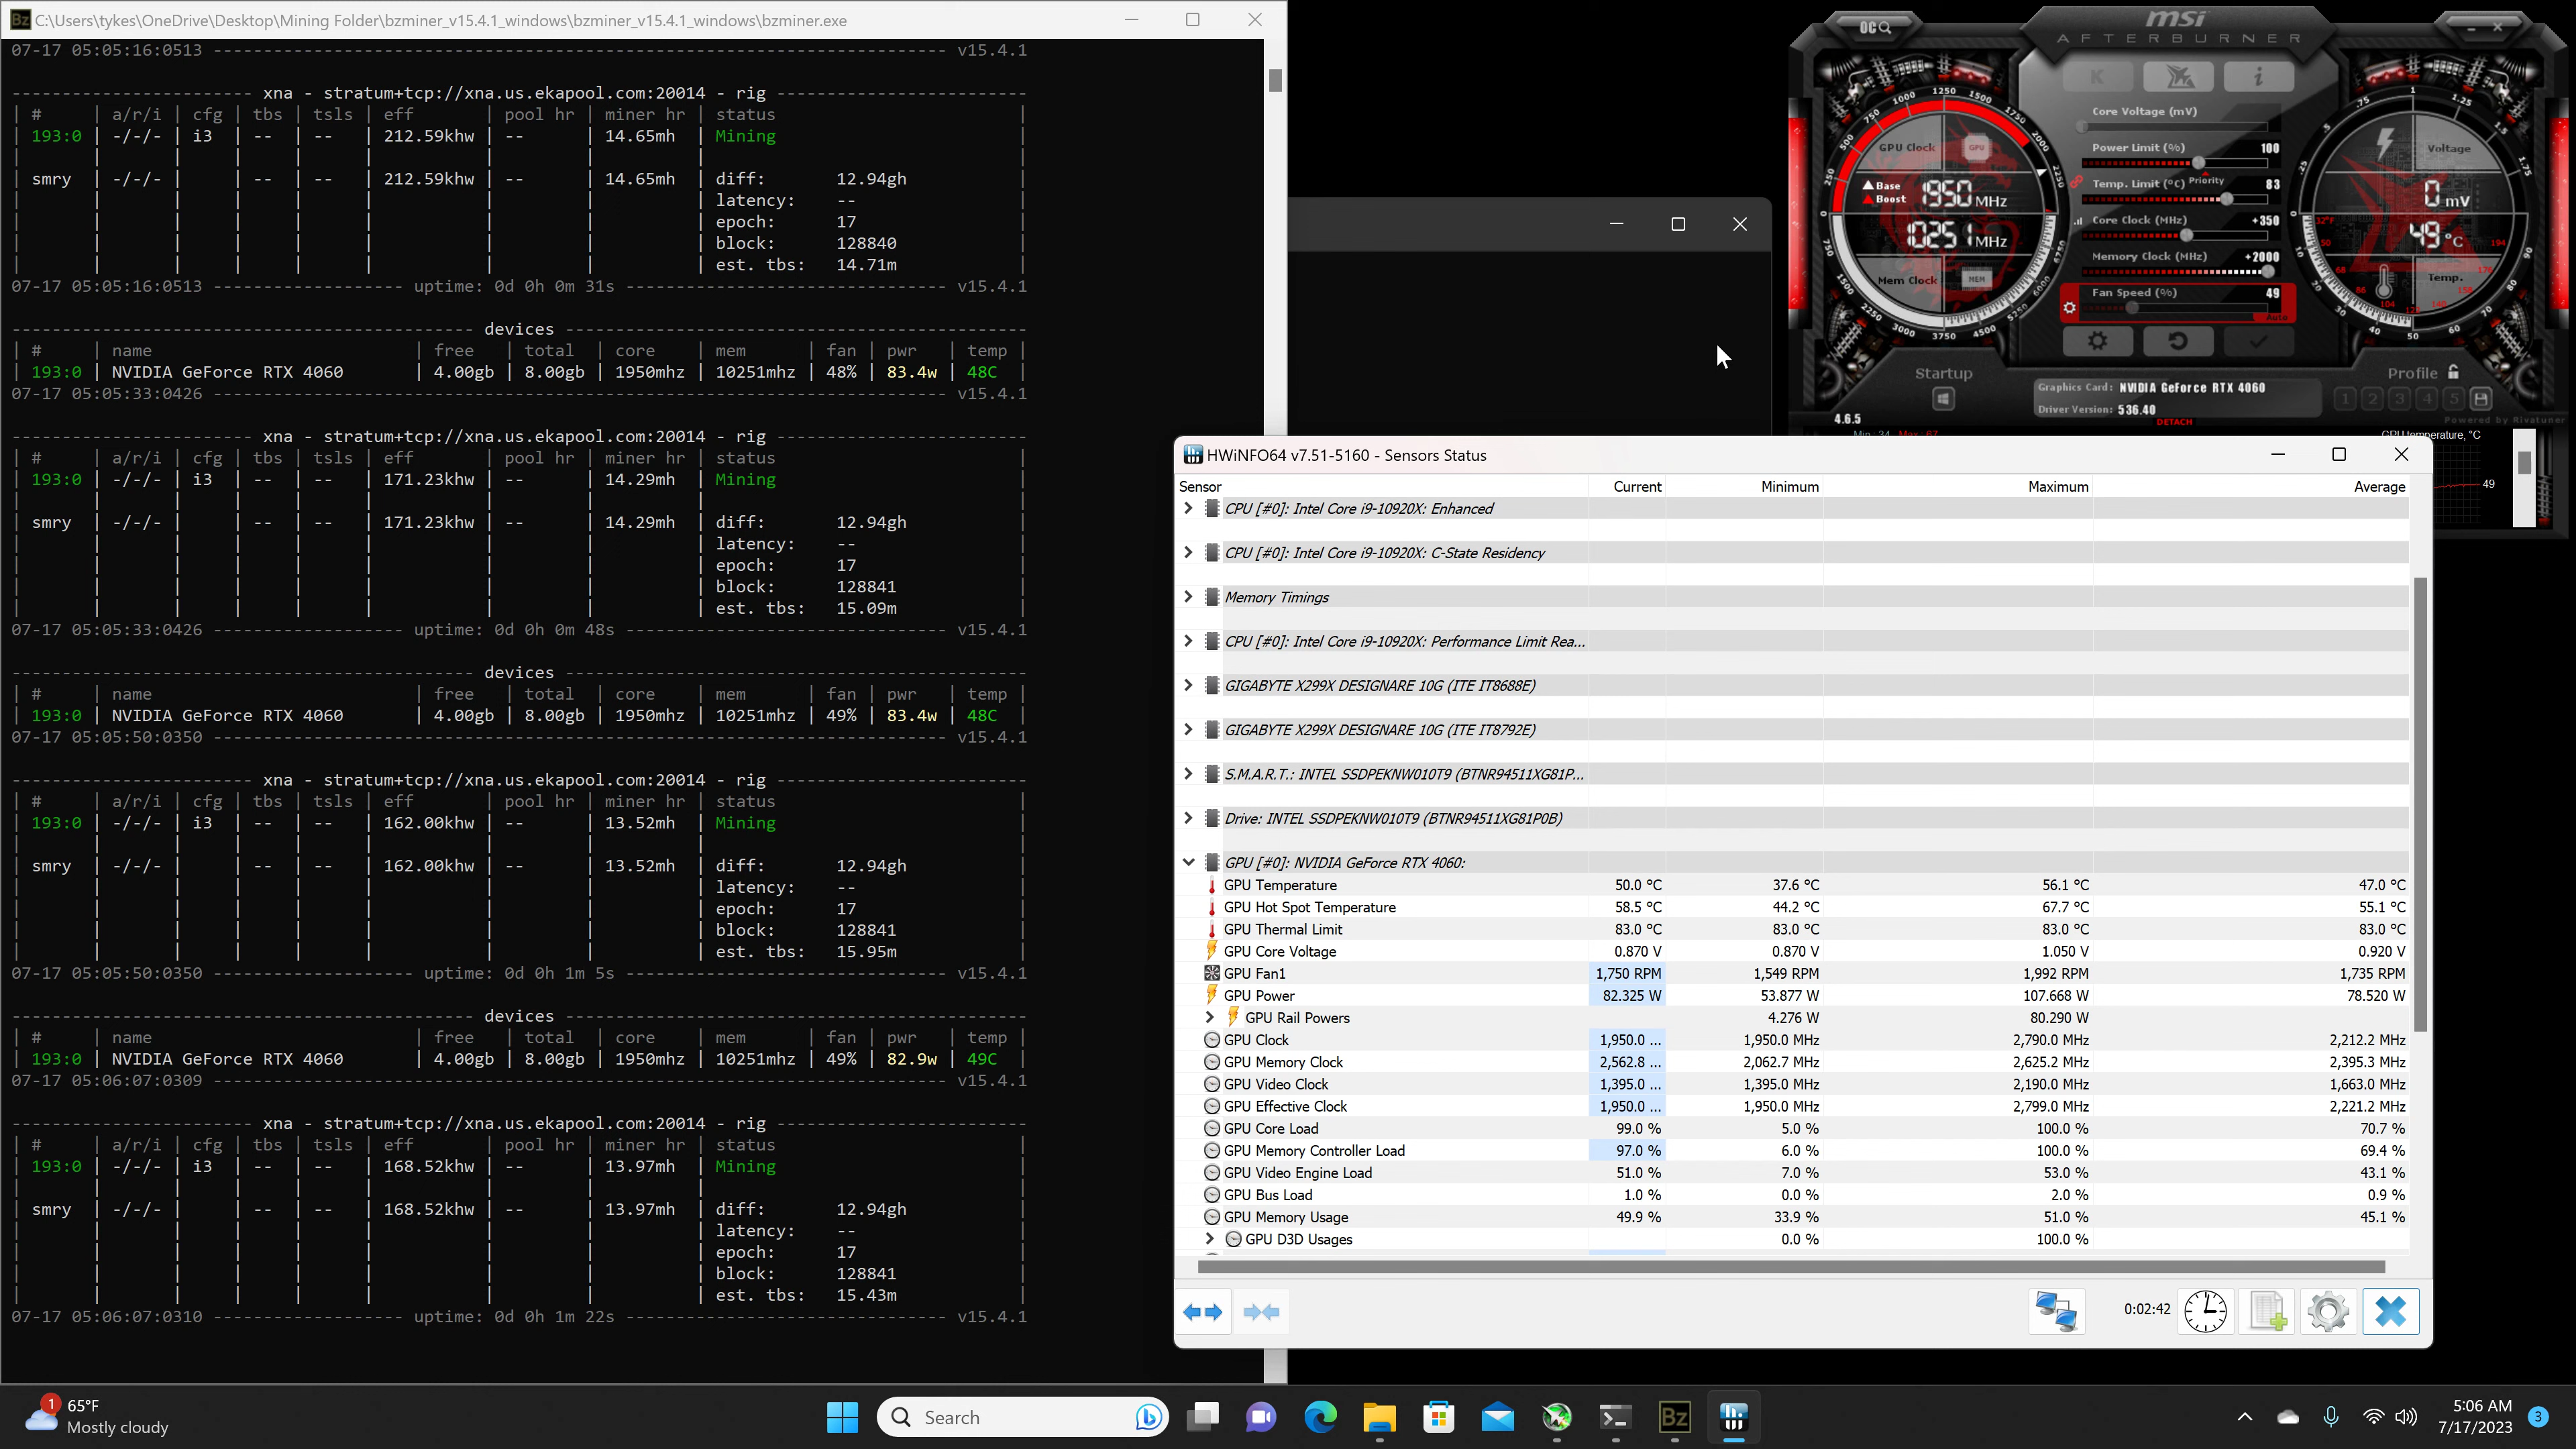 C:\Users\tykes\OneDrive\Desktop\Mining Folder\bzminer_v15.4.1_windows\bzminer_v15.4.1_windows\bzminer.exe
07-17 05:05:16:0513 ---------- v15.4.1
---------- xna - stratum+tcp://xna.us.ekapool.com:20014 - rig ----------
| # | a/r/i | cfg | tbs | tsls | eff | pool hr | miner hr | status |
| 193:0 | -/-/- | i3 | -- | -- | 212.59khw | -- | 14.65mh | Mining
| smry | -/-/- | | -- | -- | 212.59khw | -- | 14.65mh | diff: 12.94gh
latency: --
epoch: 17
block: 128840
est. tbs: 14.71m
07-17 05:05:16:0513 ---------- uptime: 0d 0h 0m 31s ---------- v15.4.1
---------- devices ----------
| # | name | free | total | core | mem | fan | pwr | temp |
| 193:0 | NVIDIA GeForce RTX 4060 | 4.00gb | 8.00gb | 1950mhz | 10251mhz | 48% | 83.4w | 48C |
07-17 05:05:33:0426 ---------- v15.4.1
---------- xna - stratum+tcp://xna.us.ekapool.com:20014 - rig ----------
| # | a/r/i | cfg | tbs | tsls | eff | pool hr | miner hr | status |
| 193:0 | -/-/- | i3 | -- | -- | 171.23khw | -- | 14.29mh | Mining
| smry | -/-/- | | -- | -- | 171.23khw | -- | 14.29mh | diff: 12.94gh
latency: --
epoch: 17
block: 128841
est. tbs: 15.09m
07-17 05:05:33:0426 ---------- uptime: 0d 0h 0m 48s ---------- v15.4.1
---------- devices ----------
| # | name | free | total | core | mem | fan | pwr | temp |
| 193:0 | NVIDIA GeForce RTX 4060 | 4.00gb | 8.00gb | 1950mhz | 10251mhz | 49% | 83.4w | 48C |
07-17 05:05:50:0350 ---------- v15.4.1
---------- xna - stratum+tcp://xna.us.ekapool.com:20014 - rig ----------
| # | a/r/i | cfg | tbs | tsls | eff | pool hr | miner hr | status |
| 193:0 | -/-/- | i3 | -- | -- | 162.00khw | -- | 13.52mh | Mining
| smry | -/-/- | | -- | -- | 162.00khw | -- | 13.52mh | diff: 12.94gh
latency: --
epoch: 17
block: 128841
est. tbs: 15.95m
07-17 05:05:50:0350 ---------- uptime: 0d 0h 1m 5s ---------- v15.4.1
---------- devices ----------
| # | name | free | total | core | mem | fan | pwr | temp |
| 193:0 | NVIDIA GeForce RTX 4060 | 4.00gb | 8.00gb | 1950mhz | 10251mhz | 49% | 82.9w | 49C |
07-17 05:06:07:0309 ---------- v15.4.1
---------- xna - stratum+tcp://xna.us.ekapool.com:20014 - rig ----------
| # | a/r/i | cfg | tbs | tsls | eff | pool hr | miner hr | status |
| 193:0 | -/-/- | i3 | -- | -- | 168.52khw | -- | 13.97mh | Mining
| smry | -/-/- | | -- | -- | 168.52khw | -- | 13.97mh | diff: 12.94gh
latency: --
epoch: 17
block: 128841
est. tbs: 15.43m
07-17 05:06:07:0310 ---------- uptime: 0d 0h 1m 22s ---------- v15.4.1
OC
msi
AFTERBURNER
K i
Core Voltage (mV)
Power Limit (%) 100
Temp. Limit (°C) Priority 83
Core Clock (MHz) +350
Memory Clock (MHz) +2000
Fan Speed (%) 49
Auto
GPU Clock GPU
Base
Boost
1950 MHz
10251 MHz
Mem Clock MEM
Voltage
0 mV
49 °C
Temp.
Startup
Profile
1 2 3 4 5
Graphics Card: NVIDIA GeForce RTX 4060
Driver Version: 536.40
4.6.5
DETACH
Powered by Rivatuner
Min : 34 Max : 67
GPU temperature, °C
49
HWiNFO64 v7.51-5160 - Sensors Status
Sensor Current Minimum Maximum Average
CPU [#0]: Intel Core i9-10920X: Enhanced
CPU [#0]: Intel Core i9-10920X: C-State Residency
Memory Timings
CPU [#0]: Intel Core i9-10920X: Performance Limit Rea...
GIGABYTE X299X DESIGNARE 10G (ITE IT8688E)
GIGABYTE X299X DESIGNARE 10G (ITE IT8792E)
S.M.A.R.T.: INTEL SSDPEKNW010T9 (BTNR94511XG81P...
Drive: INTEL SSDPEKNW010T9 (BTNR94511XG81P0B)
GPU [#0]: NVIDIA GeForce RTX 4060:
GPU Temperature 50.0 °C 37.6 °C 56.1 °C 47.0 °C
GPU Hot Spot Temperature 58.5 °C 44.2 °C 67.7 °C 55.1 °C
GPU Thermal Limit 83.0 °C 83.0 °C 83.0 °C 83.0 °C
GPU Core Voltage 0.870 V 0.870 V 1.050 V 0.920 V
GPU Fan1 1,750 RPM 1,549 RPM 1,992 RPM 1,735 RPM
GPU Power 82.325 W 53.877 W 107.668 W 78.520 W
GPU Rail Powers 4.276 W 80.290 W
GPU Clock 1,950.0 ... 1,950.0 MHz 2,790.0 MHz 2,212.2 MHz
GPU Memory Clock 2,562.8 ... 2,062.7 MHz 2,625.2 MHz 2,395.3 MHz
GPU Video Clock 1,395.0 ... 1,395.0 MHz 2,190.0 MHz 1,663.0 MHz
GPU Effective Clock 1,950.0 ... 1,950.0 MHz 2,799.0 MHz 2,221.2 MHz
GPU Core Load 99.0 % 5.0 % 100.0 % 70.7 %
GPU Memory Controller Load 97.0 % 6.0 % 100.0 % 69.4 %
GPU Video Engine Load 51.0 % 7.0 % 53.0 % 43.1 %
GPU Bus Load 1.0 % 0.0 % 2.0 % 0.9 %
GPU Memory Usage 49.9 % 33.9 % 51.0 % 45.1 %
GPU D3D Usages 0.0 % 100.0 %
0:02:42
1
65°F
Mostly cloudy
Search
Bz
5:06 AM
7/17/2023
3